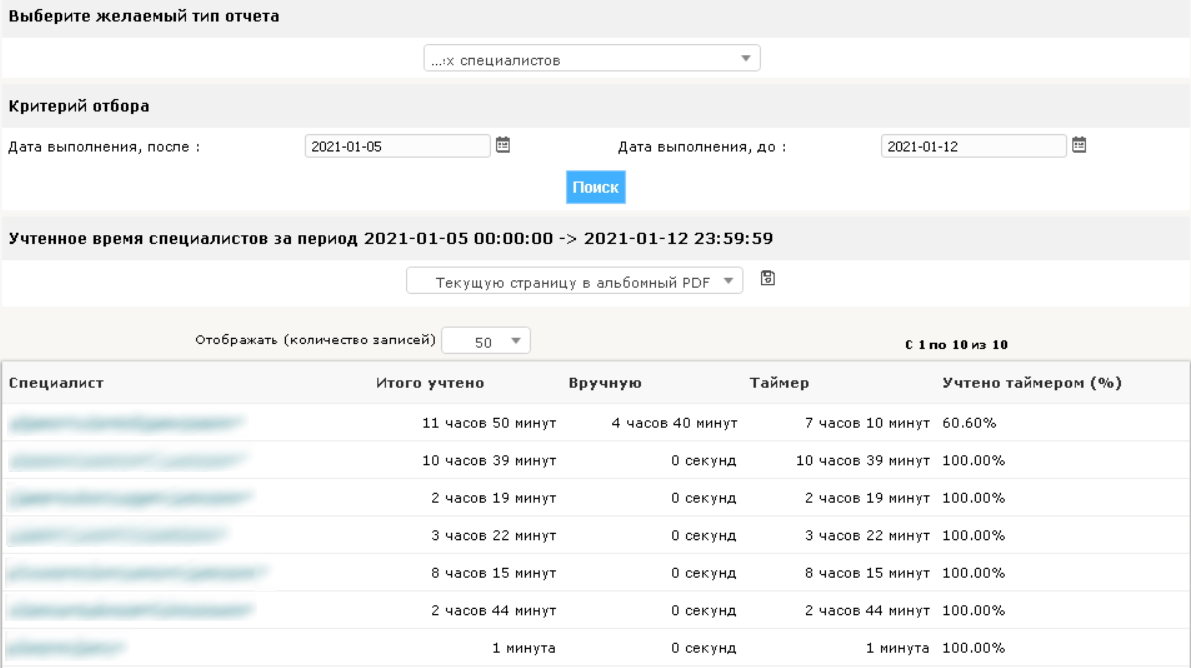 Выберите желаемый тип отчета
...:х специалистов
Критерий отбора
Дата выполнения, после : 2021-01-05 Дата выполнения, до : 2021-01-12
Поиск
Учтенное время специалистов за период 2021-01-05 00:00:00 -> 2021-01-12 23:59:59
Текущую страницу в альбомный PDF
Отображать (количество записей) 50 С 1 по 10 из 10
Специалист Итого учтено Вручную Таймер Учтено таймером (%)
11 часов 50 минут 4 часов 40 минут 7 часов 10 минут 60.60%
10 часов 39 минут 0 секунд 10 часов 39 минут 100.00%
2 часов 19 минут 0 секунд 2 часов 19 минут 100.00%
3 часов 22 минут 0 секунд 3 часов 22 минут 100.00%
8 часов 15 минут 0 секунд 8 часов 15 минут 100.00%
2 часов 44 минут 0 секунд 2 часов 44 минут 100.00%
1 минута 0 секунд 1 минута 100.00%